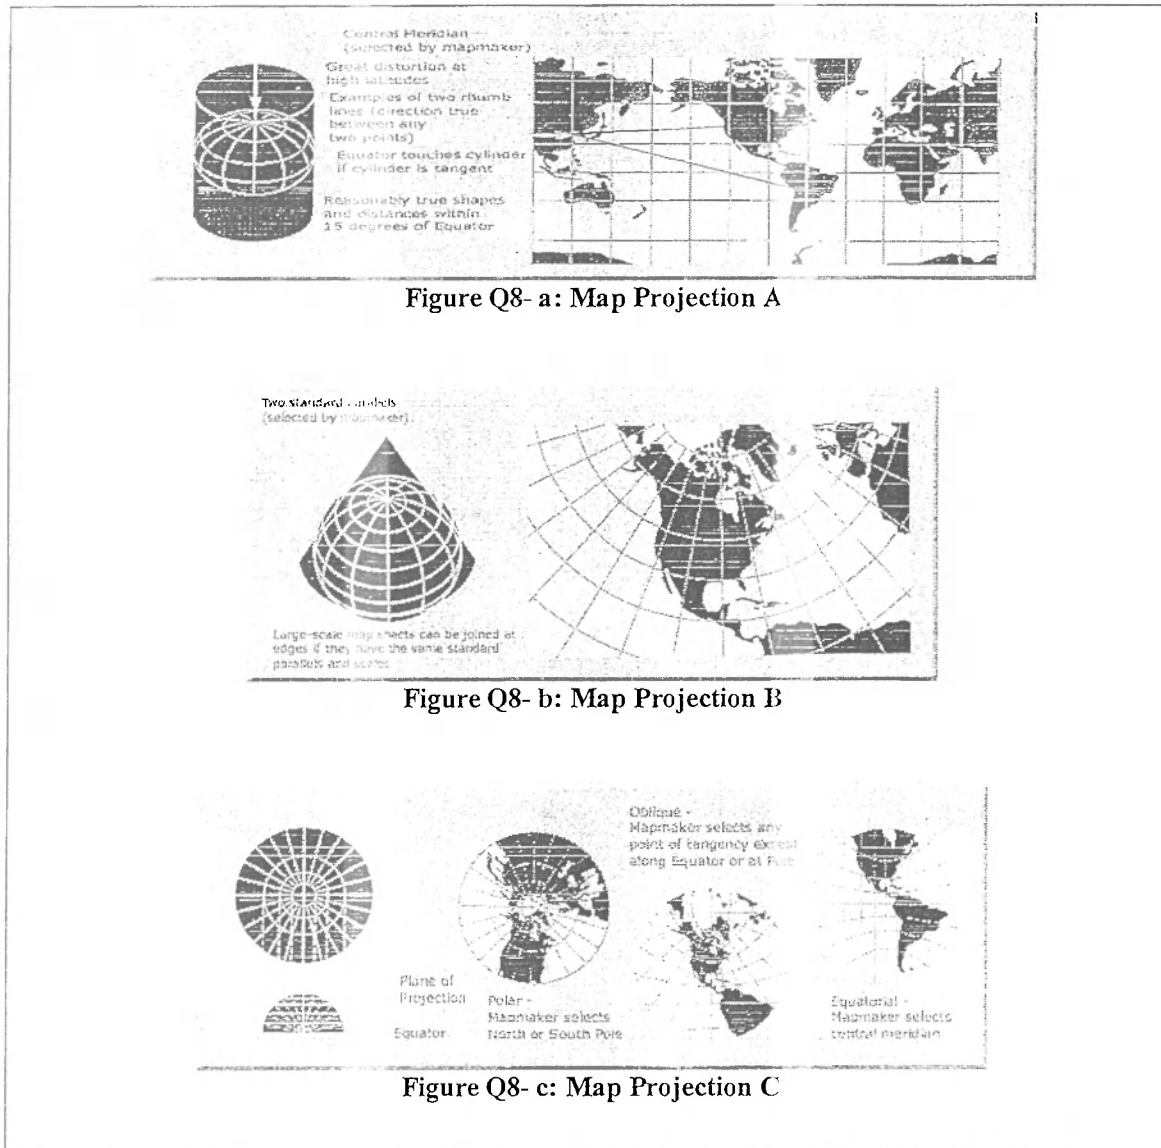 Central Meridian
(selected by mapmaker)
Great distortion at
high latitudes
Examples of two rhumb
lines (direction true
between any
two points)
Equator touches cylinder
if cylinder is tangent
Reasonably true shapes
and distances within
15 degrees of Equator
Figure Q8- a: Map Projection A
Two standard
(selected by mapmaker)
Large-scale map sheets can be joined at
edges if they have the same standard
parallels and scales
Figure Q8- b: Map Projection B
Oblique -
Mapmaker selects any
point of tangency except
along Equator or at Pole
Plane of
Projection
Equator
Polar -
Mapmaker selects
North or South Pole
Equatorial -
Mapmaker selects
central meridian
Figure Q8- c: Map Projection C